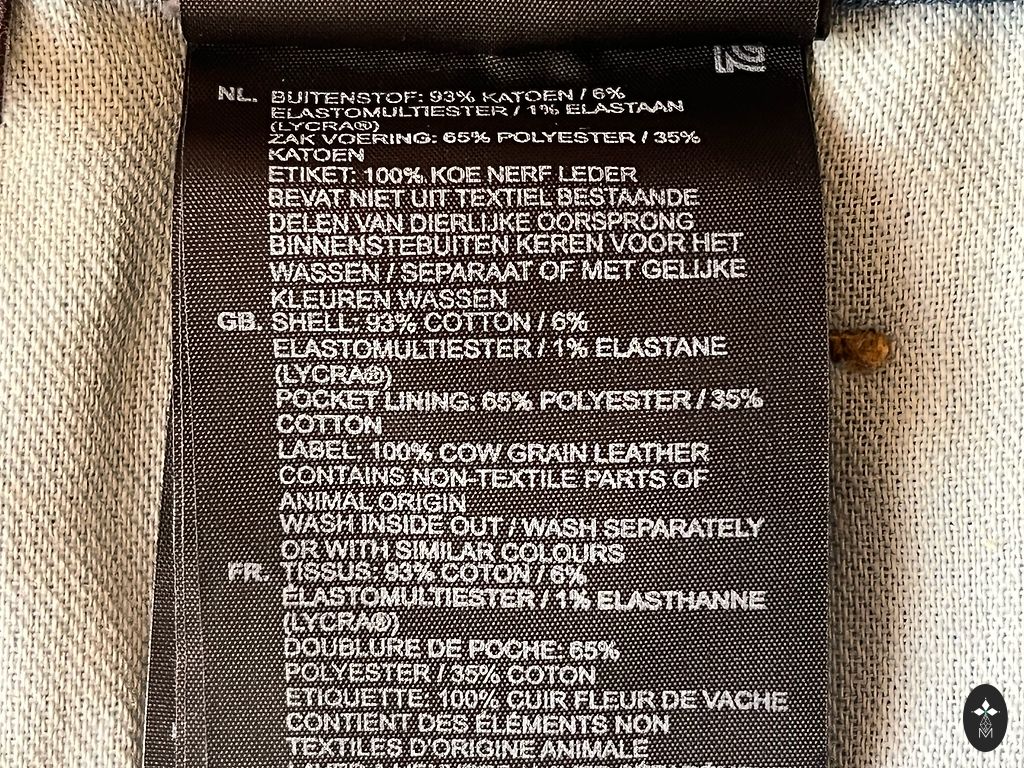 NL. BUITENSTOF: 93% KATOEN / 6%
ELASTOMULTIESTER / 1% ELASTAAN
(LYCRA®)
ZAK VOERING: 65% POLYESTER / 35%
KATOEN
ETIKET: 100% KOE NERF LEDER
BEVAT NIET UIT TEXTIEL BESTAANDE
DELEN VAN DIERLIJKE OORSPRONG
BINNENSTEBUITEN KEREN VOOR HET
WASSEN / SEPARAAT OF MET GELIJKE
KLEUREN WASSEN
GB. SHELL: 93% COTTON / 6%
ELASTOMULTIESTER / 1% ELASTANE
(LYCRA®)
POCKET LINING: 65% POLYESTER / 35%
COTTON
LABEL: 100% COW GRAIN LEATHER
CONTAINS NON-TEXTILE PARTS OF
ANIMAL ORIGIN
WASH INSIDE OUT / WASH SEPARATELY
OR WITH SIMILAR COLOURS
FR. TISSUS: 93% COTON / 6%
ELASTOMULTIESTER / 1% ELASTHANNE
(LYCRA®)
DOUBLURE DE POCHE: 65%
POLYESTER / 35% COTON
ETIQUETTE: 100% CUIR FLEUR DE VACHE
CONTIENT DES ÉLÉMENTS NON
TEXTILES D'ORIGINE ANIMALE
M